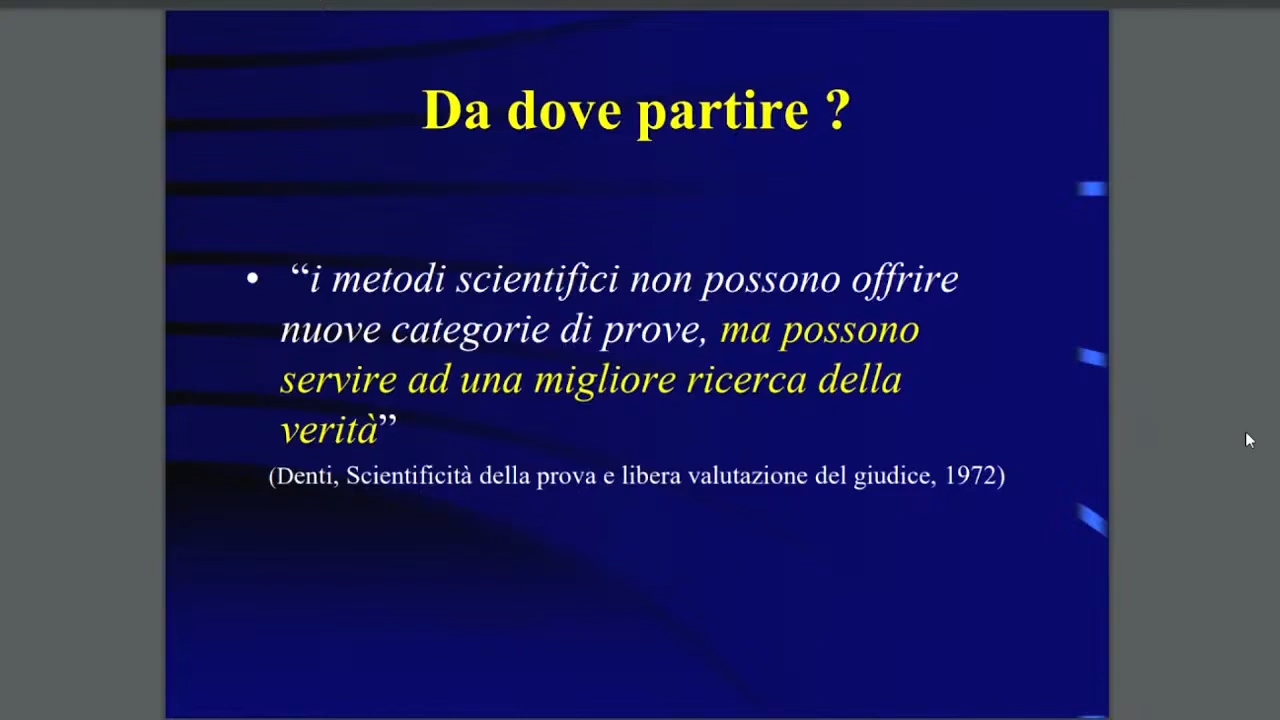 Da dove partire ?
• “i metodi scientifici non possono offrire
nuove categorie di prove, ma possono
servire ad una migliore ricerca della
verità”
(Denti, Scientificità della prova e libera valutazione del giudice, 1972)